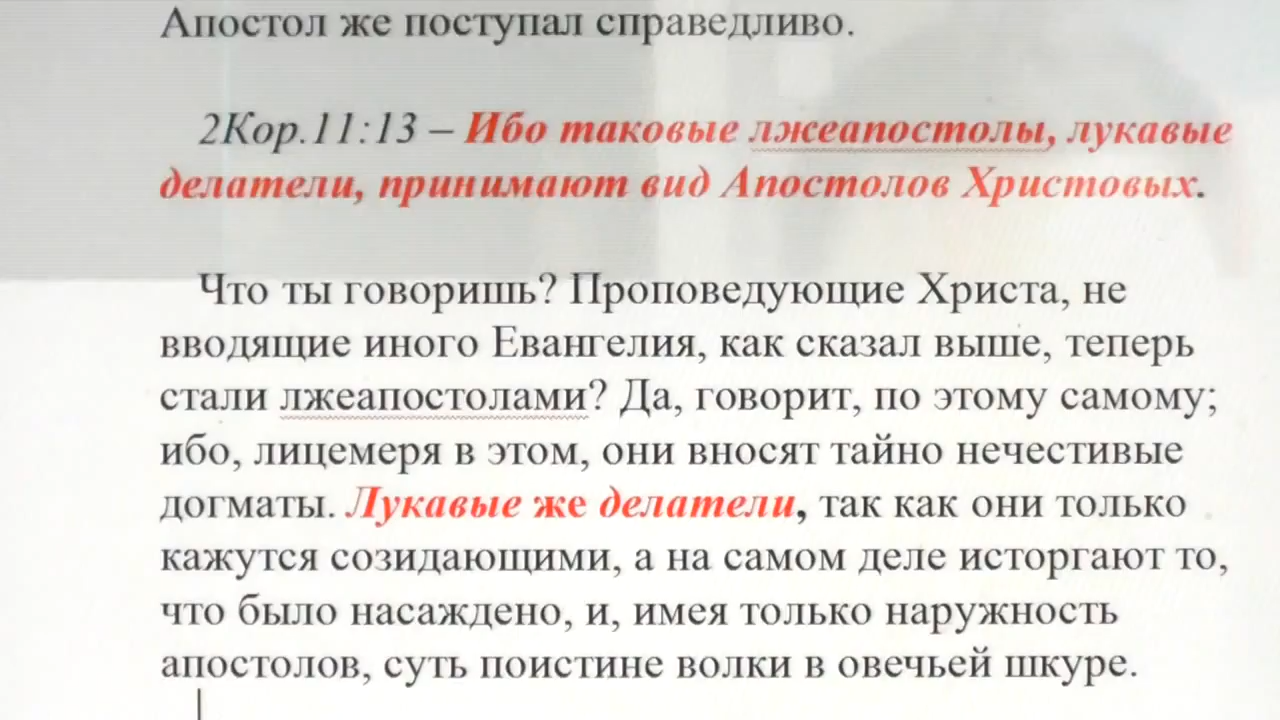 Апостол же поступал справедливо.
2Кор.11:13 – Ибо таковые лжеапостолы, лукавые
делатели, принимают вид Апостолов Христовых.
Что ты говоришь? Проповедующие Христа, не
вводящие иного Евангелия, как сказал выше, теперь
стали лжеапостолами? Да, говорит, по этому самому;
ибо, лицемеря в этом, они вносят тайно нечестивые
догматы. Лукавые же делатели, так как они только
кажутся созидающими, а на самом деле исторгают то,
что было насаждено, и, имея только наружность
апостолов, суть поистине волки в овечьей шкуре.